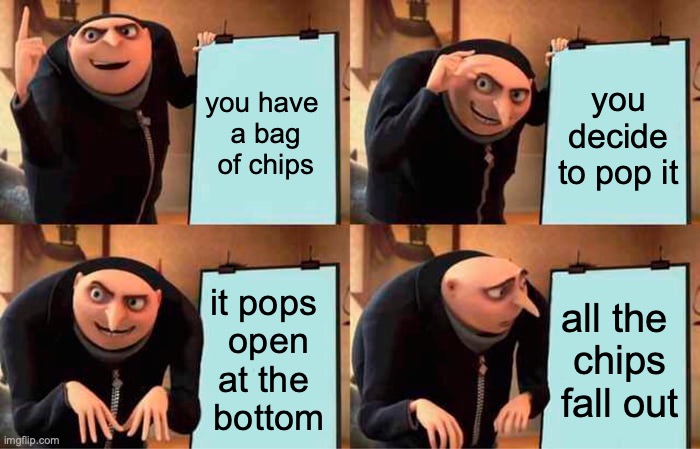 you have
a bag
of chips
you
decide
to pop it
it pops
open
at the
bottom
all the
chips
fall out
imgflip.com